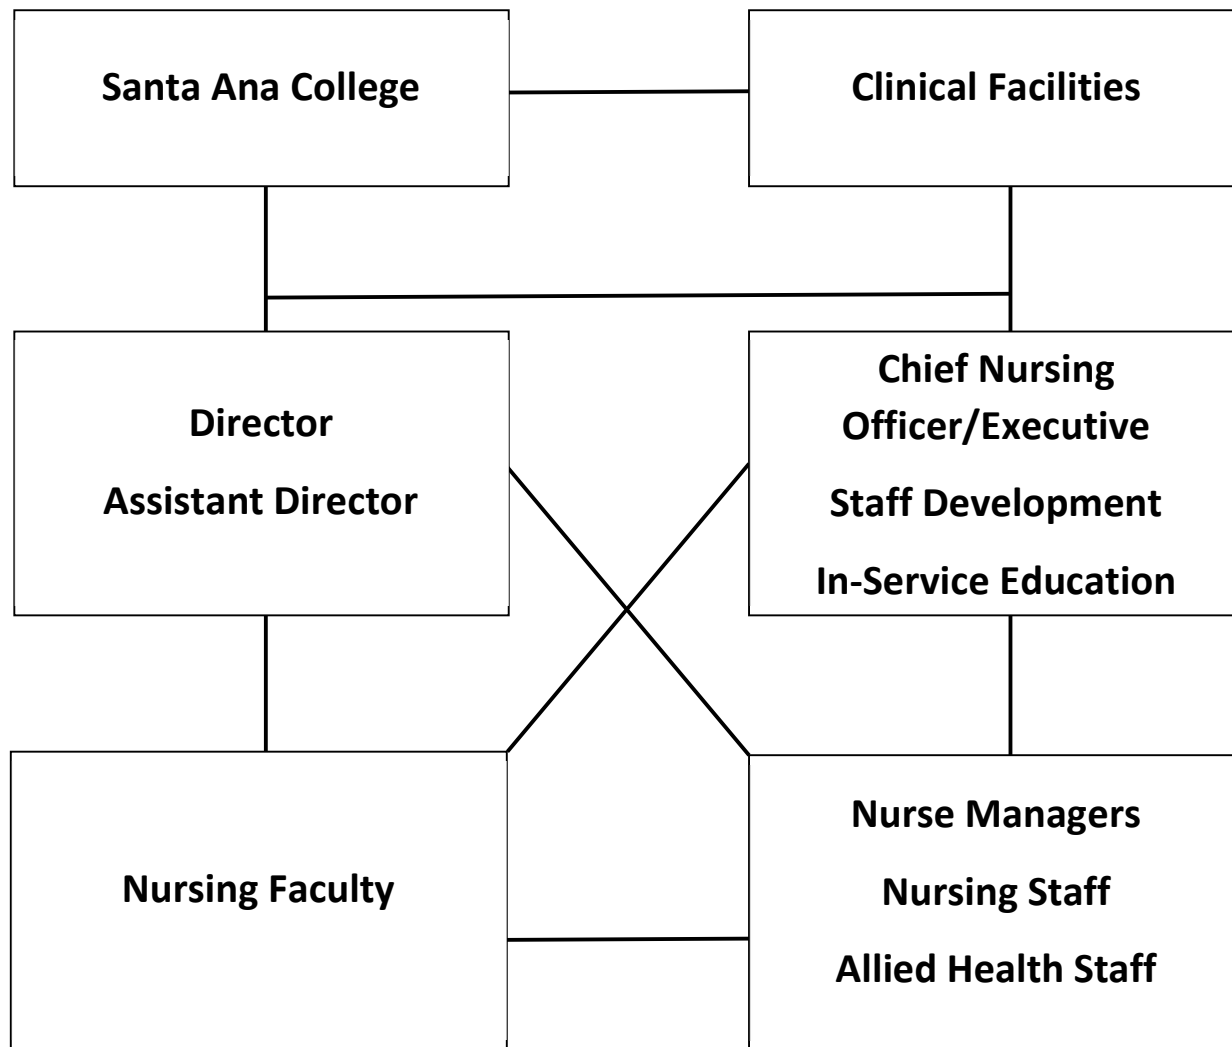 Santa Ana College
Clinical Facilities
Director
Assistant Director
Chief Nursing
Officer/Executive
Staff Development
In-Service Education
Nursing Faculty
Nurse Managers
Nursing Staff
Allied Health Staff